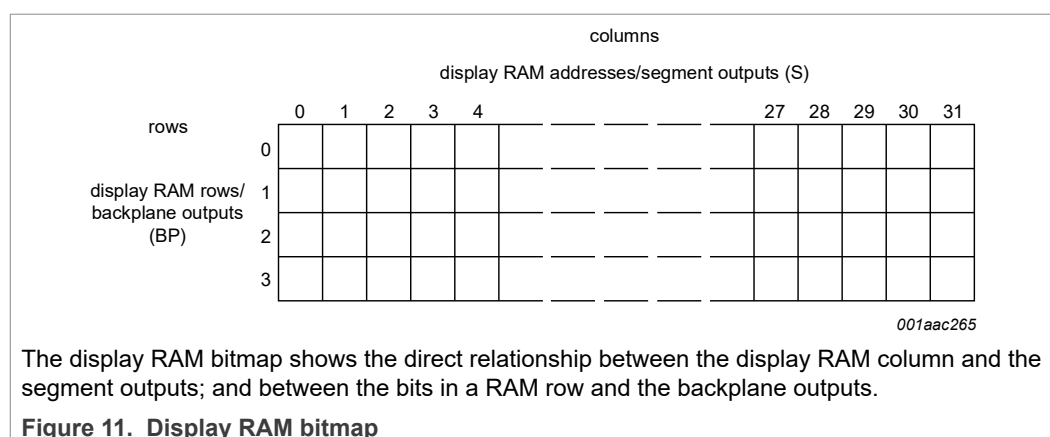 columns
display RAM addresses/segment outputs (S)
0 1 2 3 4 27 28 29 30 31
rows
0
display RAM rows/ 1
backplane outputs
(BP) 2
3
001aac265
The display RAM bitmap shows the direct relationship between the display RAM column and the
segment outputs; and between the bits in a RAM row and the backplane outputs.
Figure 11. Display RAM bitmap